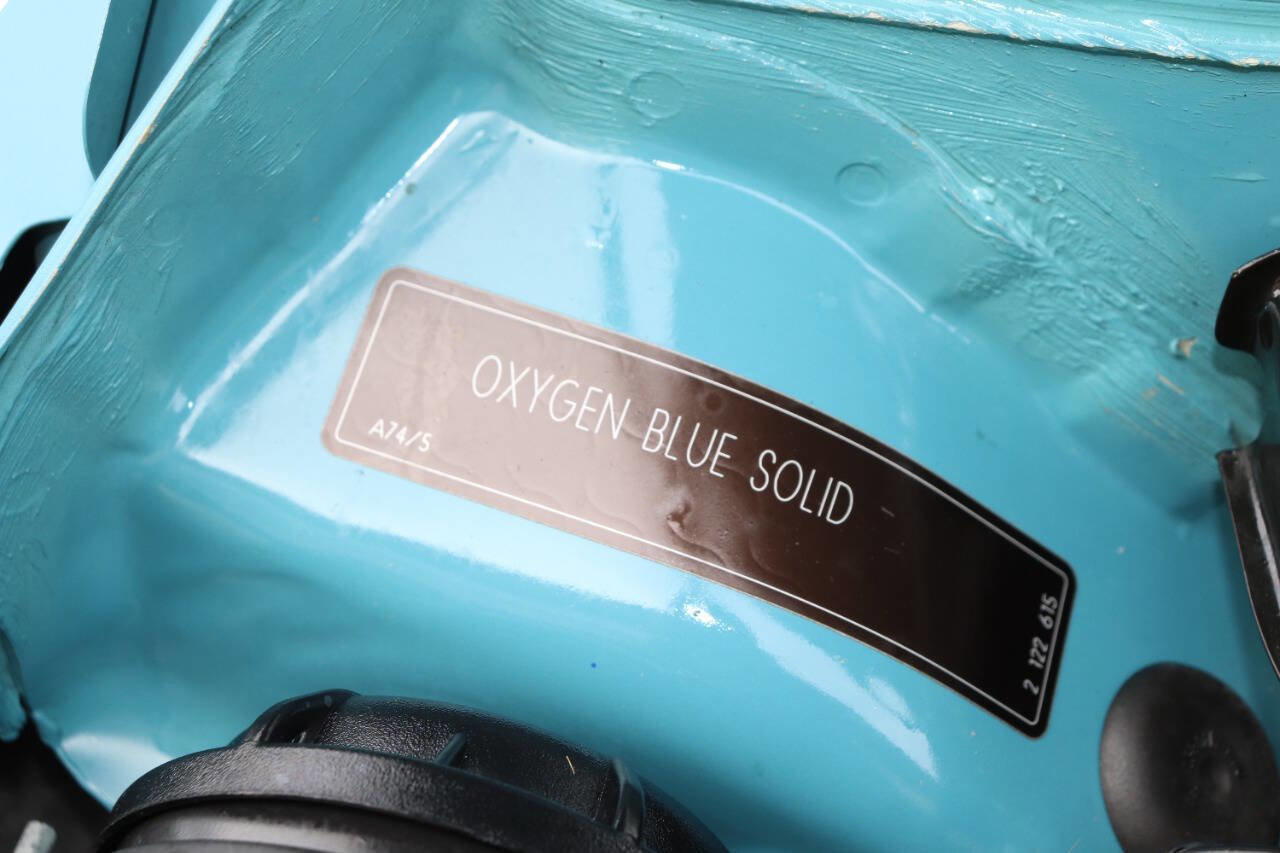 OXYGEN BLUE SOLID
A74/5
2 122 615